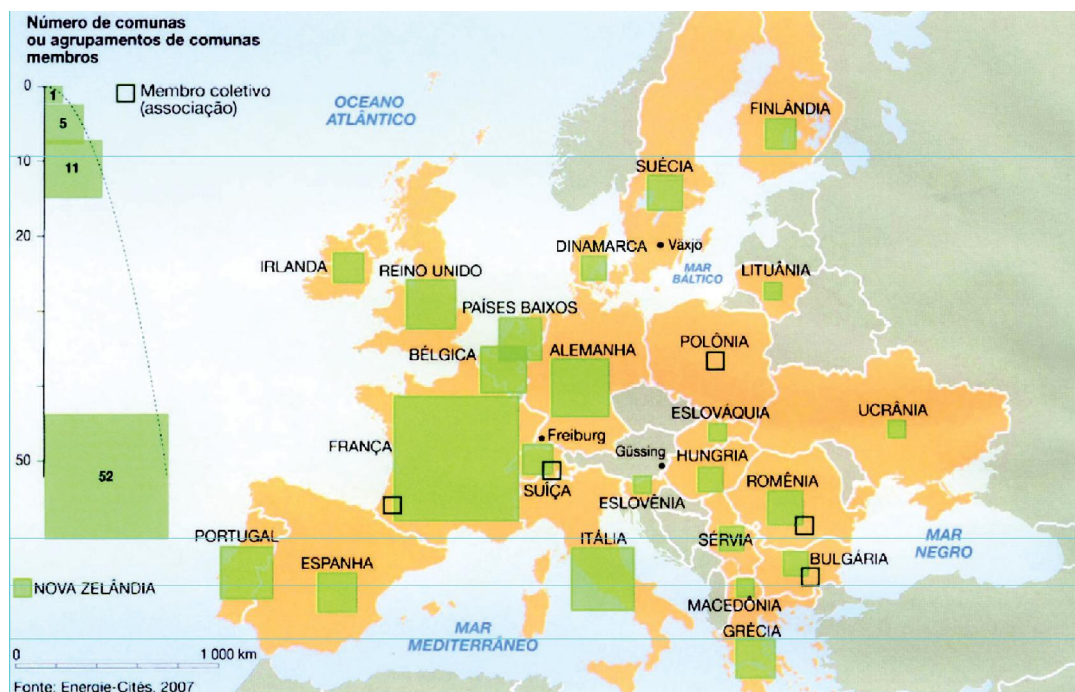 Número de comunas
ou agrupamentos de comunas
membros
0
1
5
10
11
20
50
52
Membro coletivo
(associação)
OCEANO
ATLÂNTICO
FINLÂNDIA
SUÉCIA
Växjö
DINAMARCA
MAR
BÁLTICO
LITUÂNIA
IRLANDA
REINO UNIDO
PAÍSES BAIXOS
BÉLGICA
ALEMANHA
POLÔNIA
ESLOVÁQUIA
UCRÂNIA
FRANÇA
Freiburg
Güssing
HUNGRIA
SUÍÇA
ESLOVÊNIA
ROMÊNIA
PORTUGAL
ESPANHA
ITÁLIA
SÉRVIA
BULGÁRIA
MAR
NEGRO
NOVA ZELÂNDIA
MACEDÔNIA
GRÉCIA
MAR
MEDITERRÂNEO
0 1 000 km
Fonte: Energie-Cités, 2007